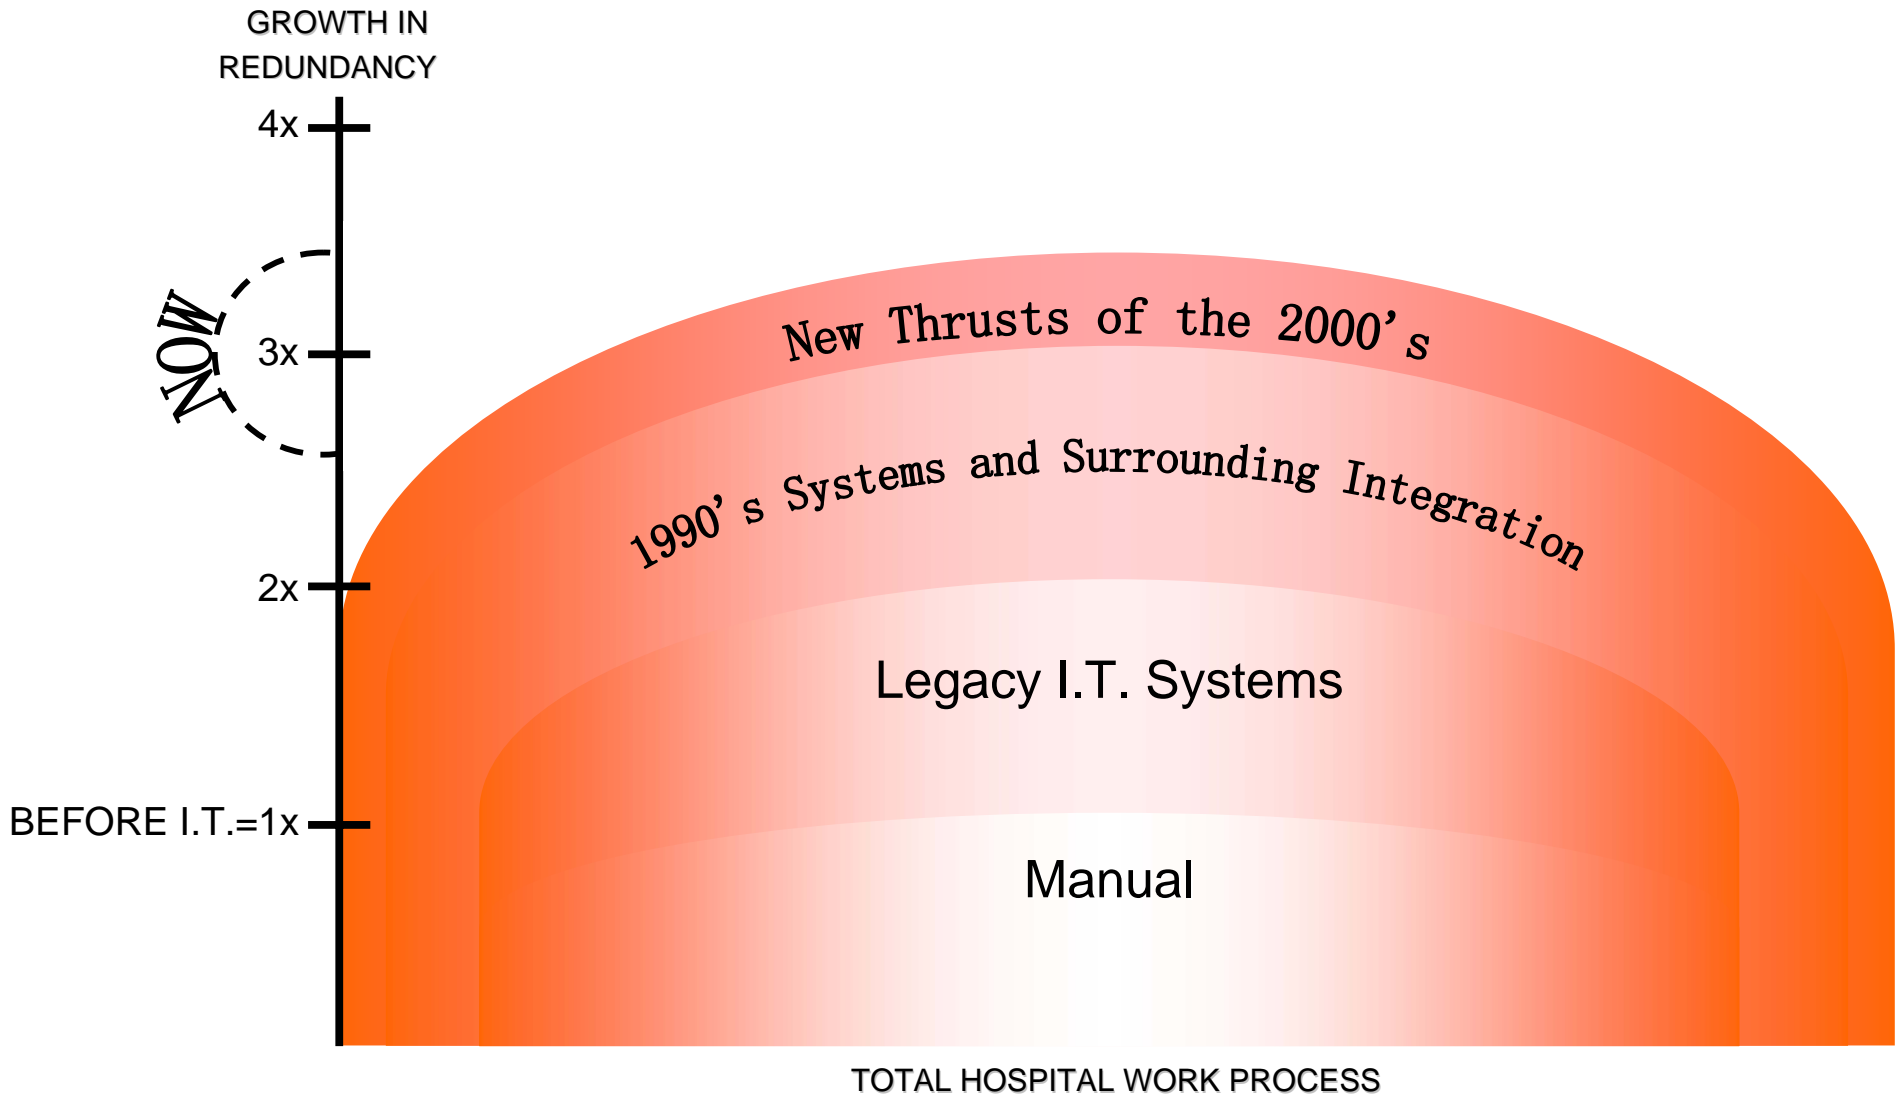 GROWTH IN
REDUNDANCY
4x
NOW
3x
2x
BEFORE I.T.=1x
New Thrusts of the 2000's
1990's Systems and Surrounding Integration
Legacy I.T. Systems
Manual
TOTAL HOSPITAL WORK PROCESS